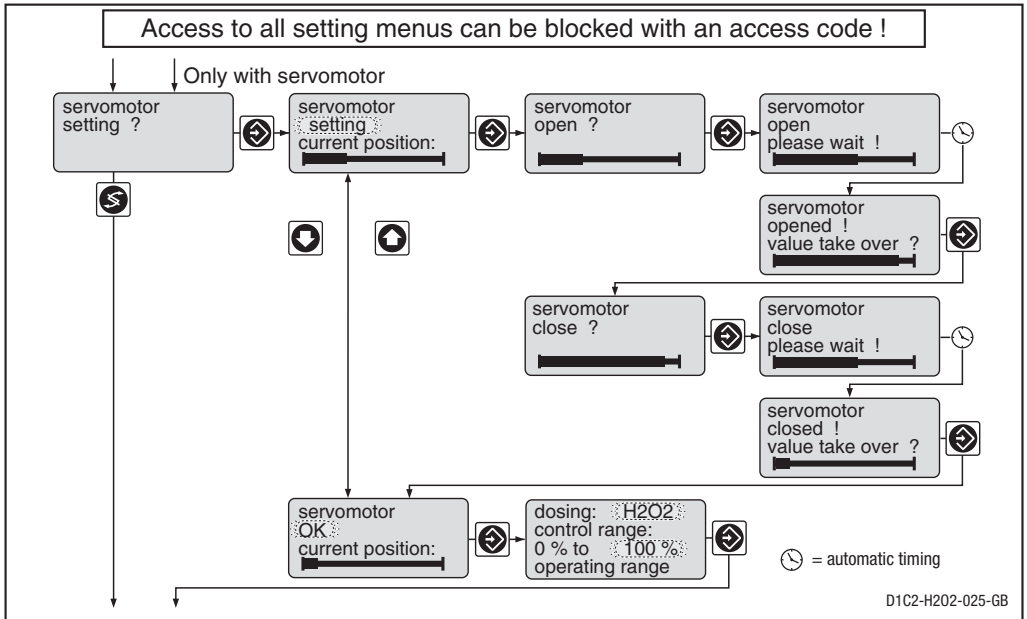 Access to all setting menus can be blocked with an access code !
Only with servomotor
servomotor
setting ?
servomotor
setting
current position:
servomotor
open ?
servomotor
open
please wait !
servomotor
opened !
value take over ?
servomotor
close ?
servomotor
close
please wait !
servomotor
closed !
value take over ?
servomotor
OK
current position:
dosing: H2O2
control range:
0 % to 100 %
operating range
= automatic timing
D1C2-H2O2-025-GB